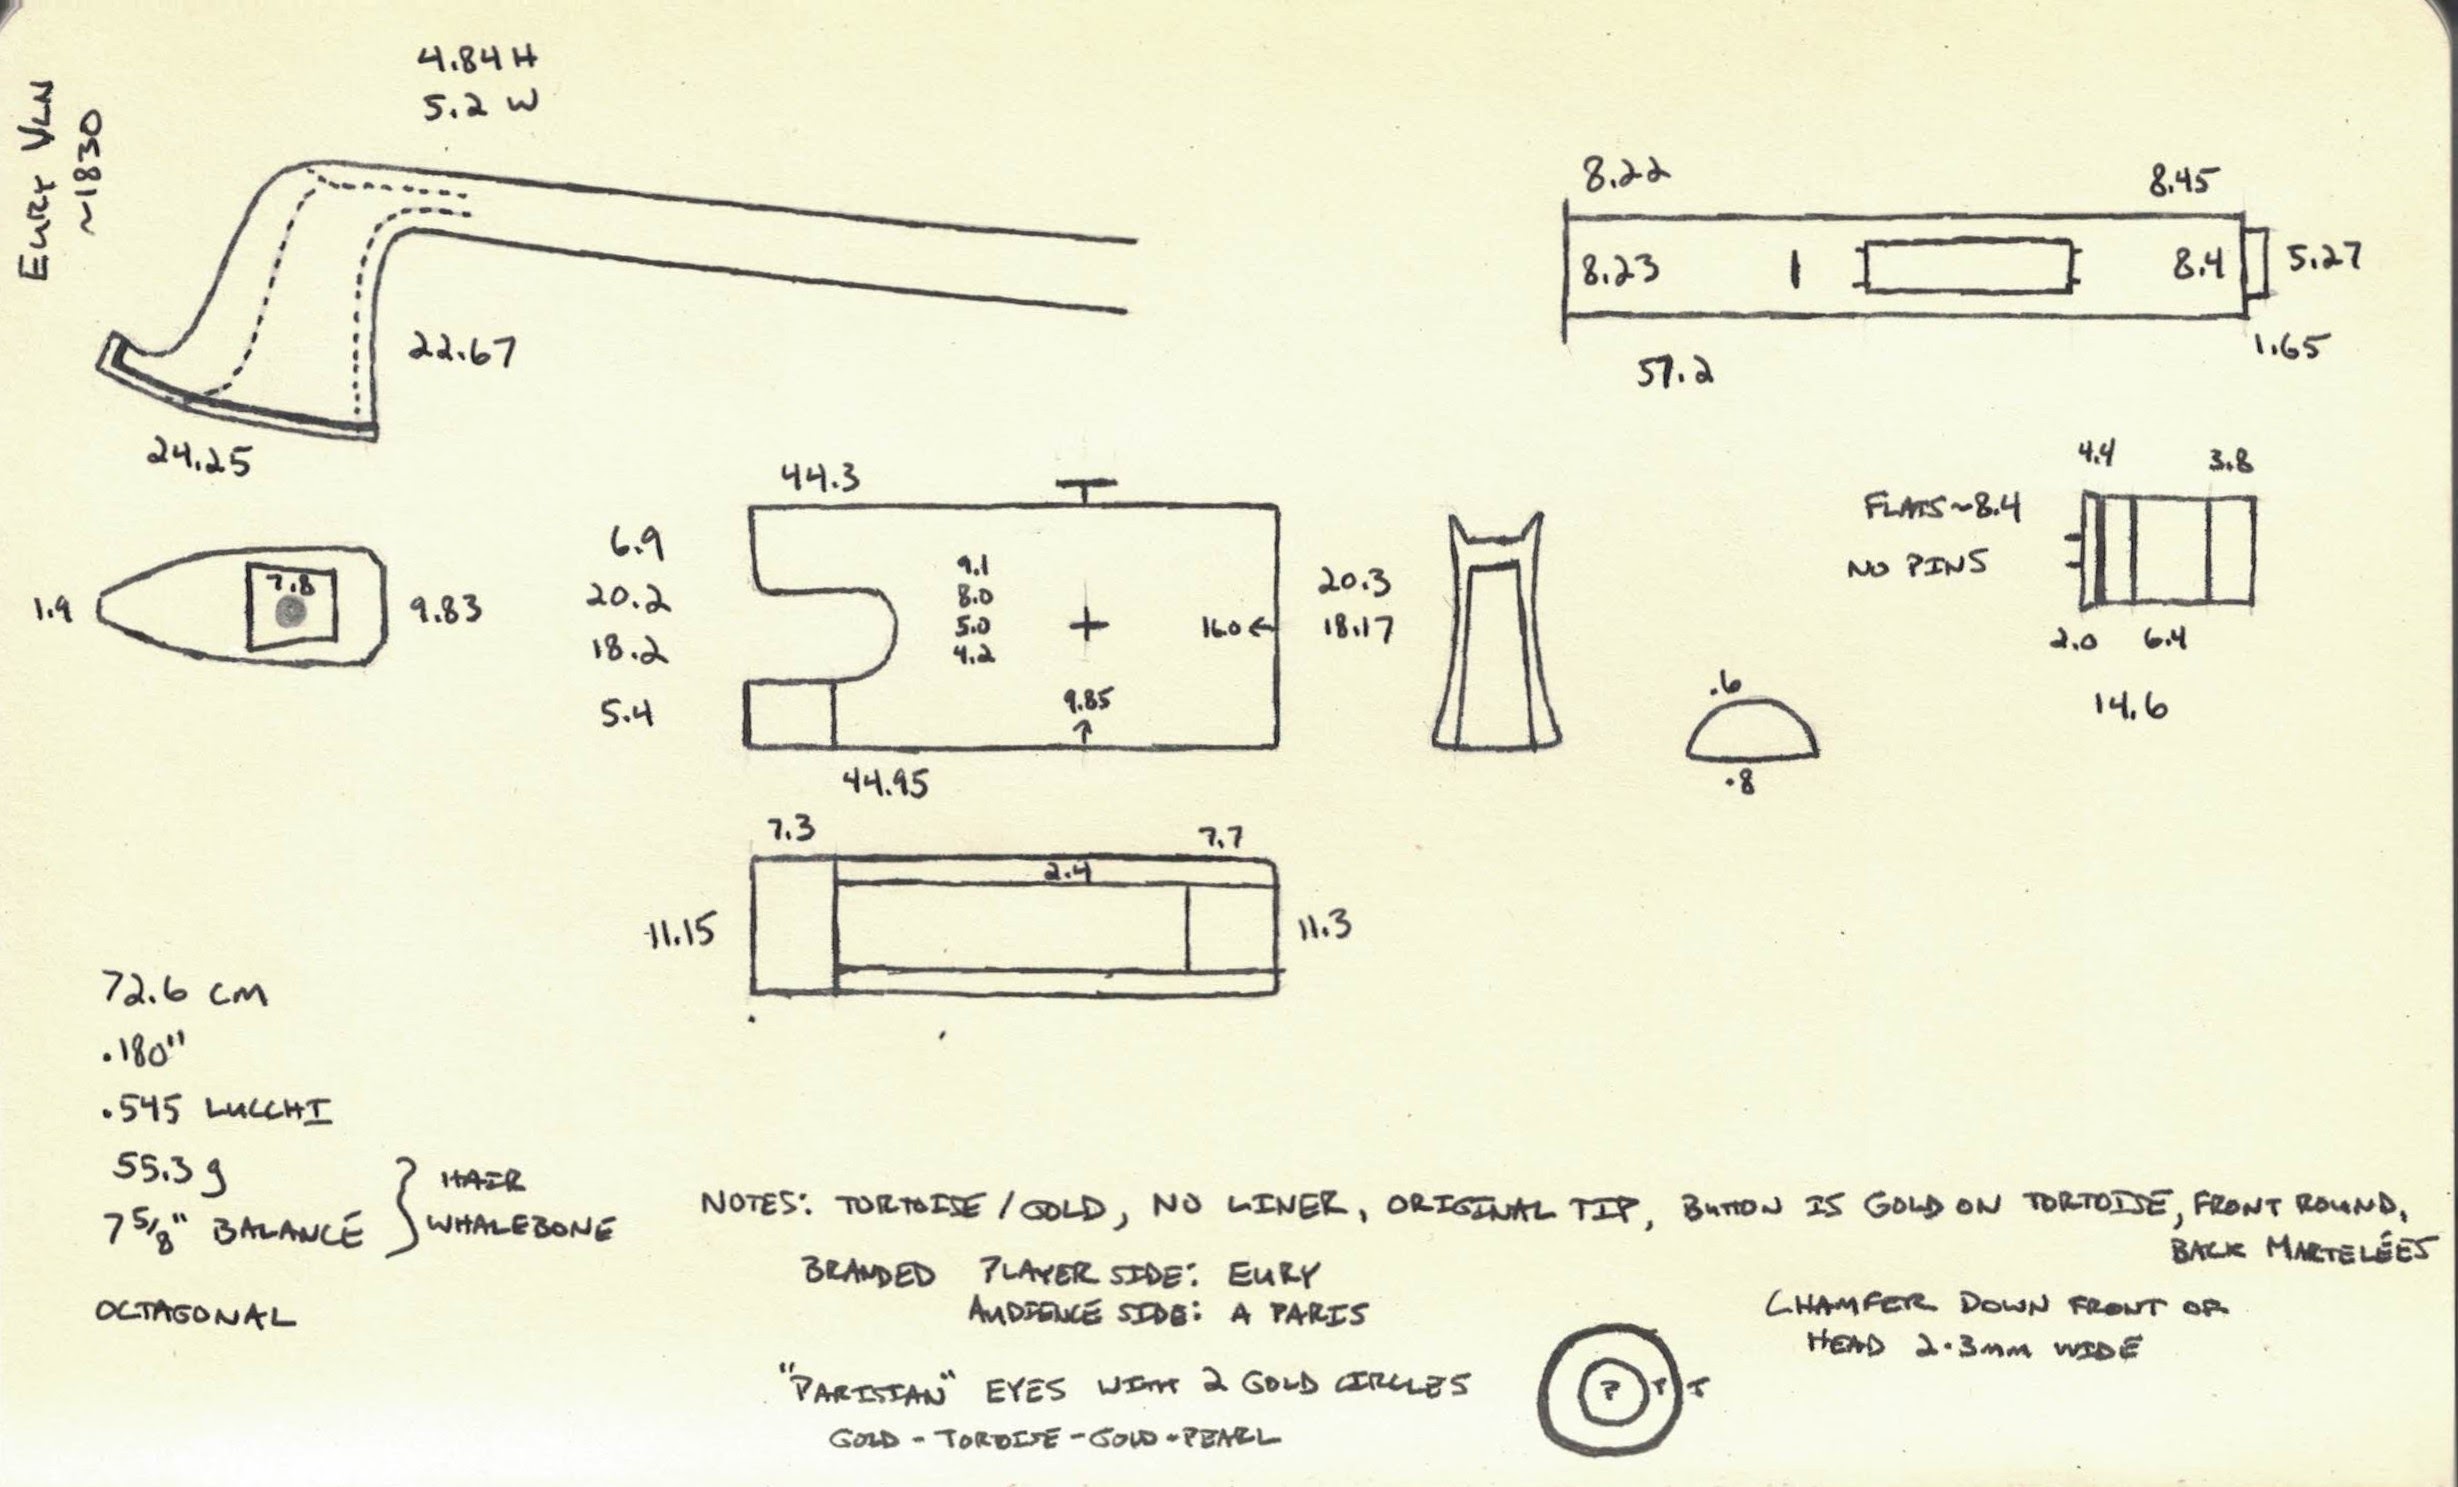 EURY VLN
~1830
4.84 H
5.2 W
22.67
24.25
8.22
8.45
8.23
8.4
5.27
1.65
57.2
1.9
7.8
9.83
44.3
6.9
20.2
18.2
5.4
9.1
8.0
5.0
4.2
16.0
9.85
20.3
18.17
44.95
.6
.8
FLATS ~8.4
NO PINS
4.4
3.8
2.0
6.4
14.6
7.3
7.7
2.4
11.15
11.3
72.6 CM
.180"
.545 LUCCHI
55.3 g
7 5/8" BALANCE
HAIR
WHALEBONE
OCTAGONAL
NOTES: TORTOISE / GOLD, NO LINER, ORIGINAL TIP, BUTTON IS GOLD ON TORTOISE, FRONT ROUND,
BACK MARTELÉES
BRANDED PLAYER SIDE: EURY
AUDIENCE SIDE: A PARIS
CHAMFER DOWN FRONT OF
HEAD 2.3mm WIDE
"PARISIAN" EYES WITH 2 GOLD CIRCLES
GOLD - TORTOISE - GOLD - PEARL
P
T